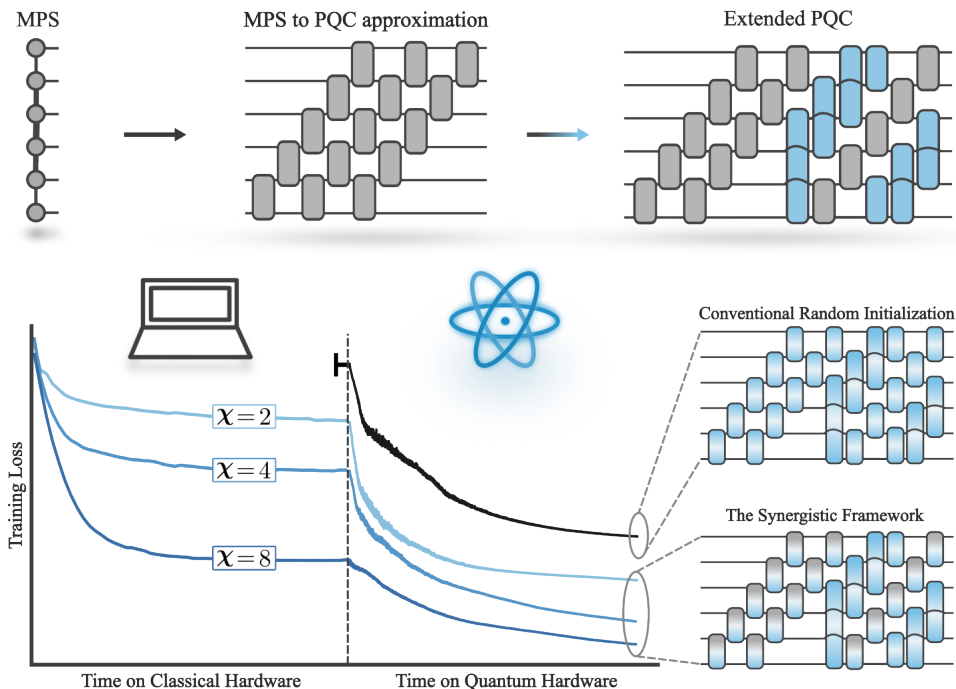 MPS
MPS to PQC approximation
Extended PQC
Conventional Random Initialization
Training Loss
χ=2
χ=4
χ=8
The Synergistic Framework
Time on Classical Hardware
Time on Quantum Hardware